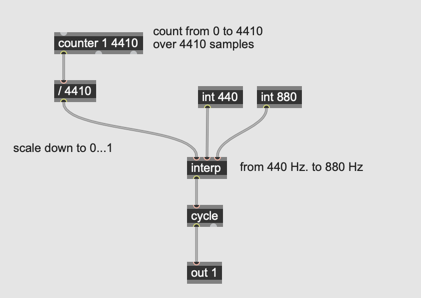 count from 0 to 4410
counter 1 4410
over 4410 samples
/ 4410
int 440
int 880
scale down to 0...1
interp
from 440 Hz. to 880 Hz
cycle
out 1